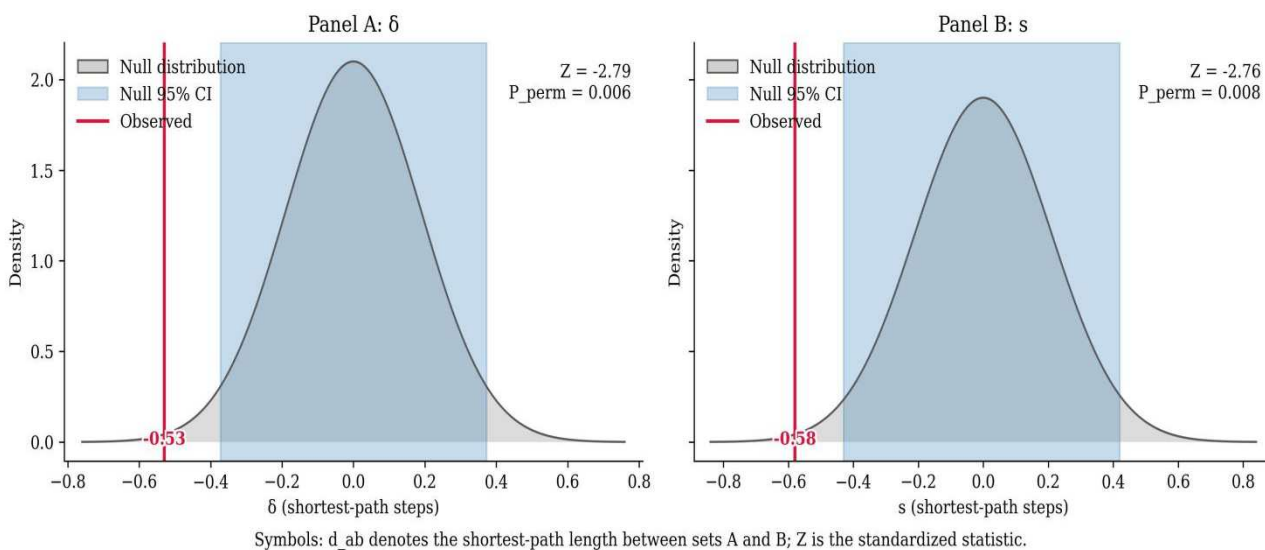 Panel A: δ
Null distribution
Null 95% CI
Observed
Z = -2.79
P_perm = 0.006
2.0
1.5
1.0
0.5
0.0
Density
-0.53
−0.8 −0.6 −0.4 −0.2 0.0 0.2 0.4 0.6 0.8
δ (shortest-path steps)
Panel B: s
Null distribution
Null 95% CI
Observed
Z = -2.76
P_perm = 0.008
Density
-0.58
−0.8 −0.6 −0.4 −0.2 0.0 0.2 0.4 0.6 0.8
s (shortest-path steps)
Symbols: d_ab denotes the shortest-path length between sets A and B; Z is the standardized statistic.